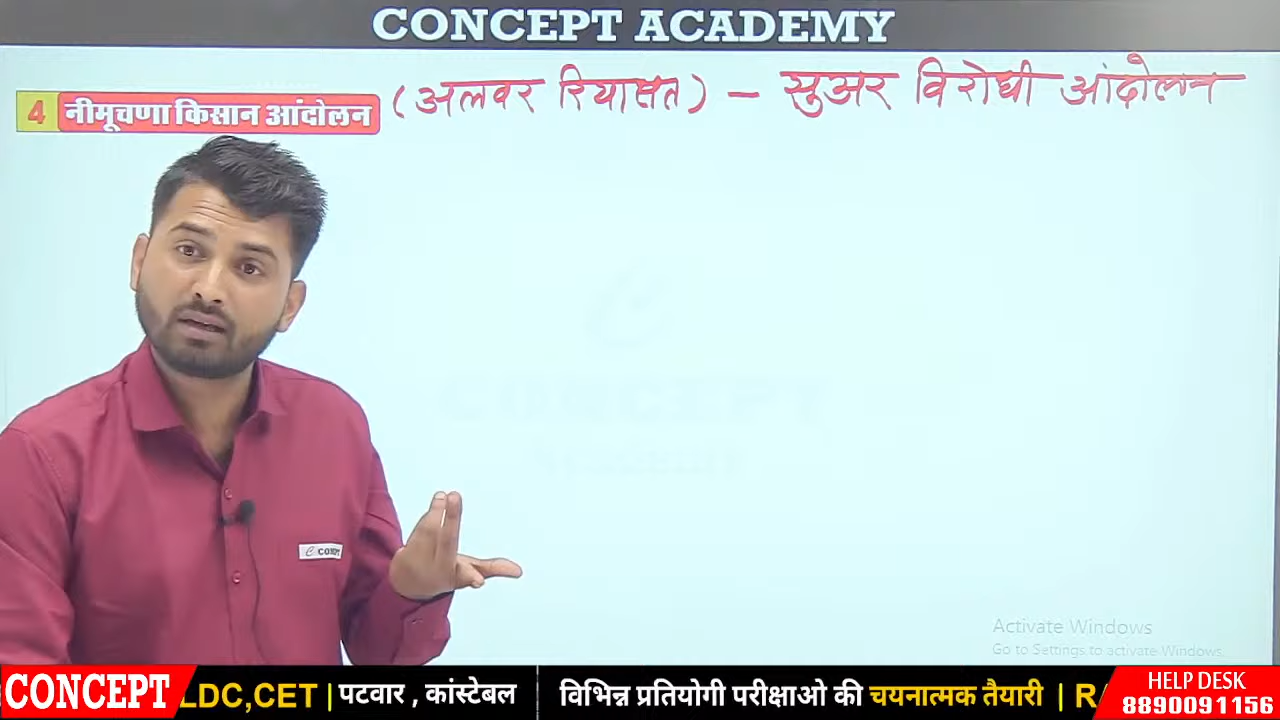 CONCEPT ACADEMY
4 नीमूचणा किसान आंदोलन (अलवर रियासत) – सुअर विरोधी आंदोलन
CONCEPT
Activate Windows
Go to Settings to activate Windows.
CONCEPT LDC,CET | पटवार , कांस्टेबल | विभिन्न प्रतियोगी परीक्षाओ की चयनात्मक तैयारी | R
HELP DESK
8890091156